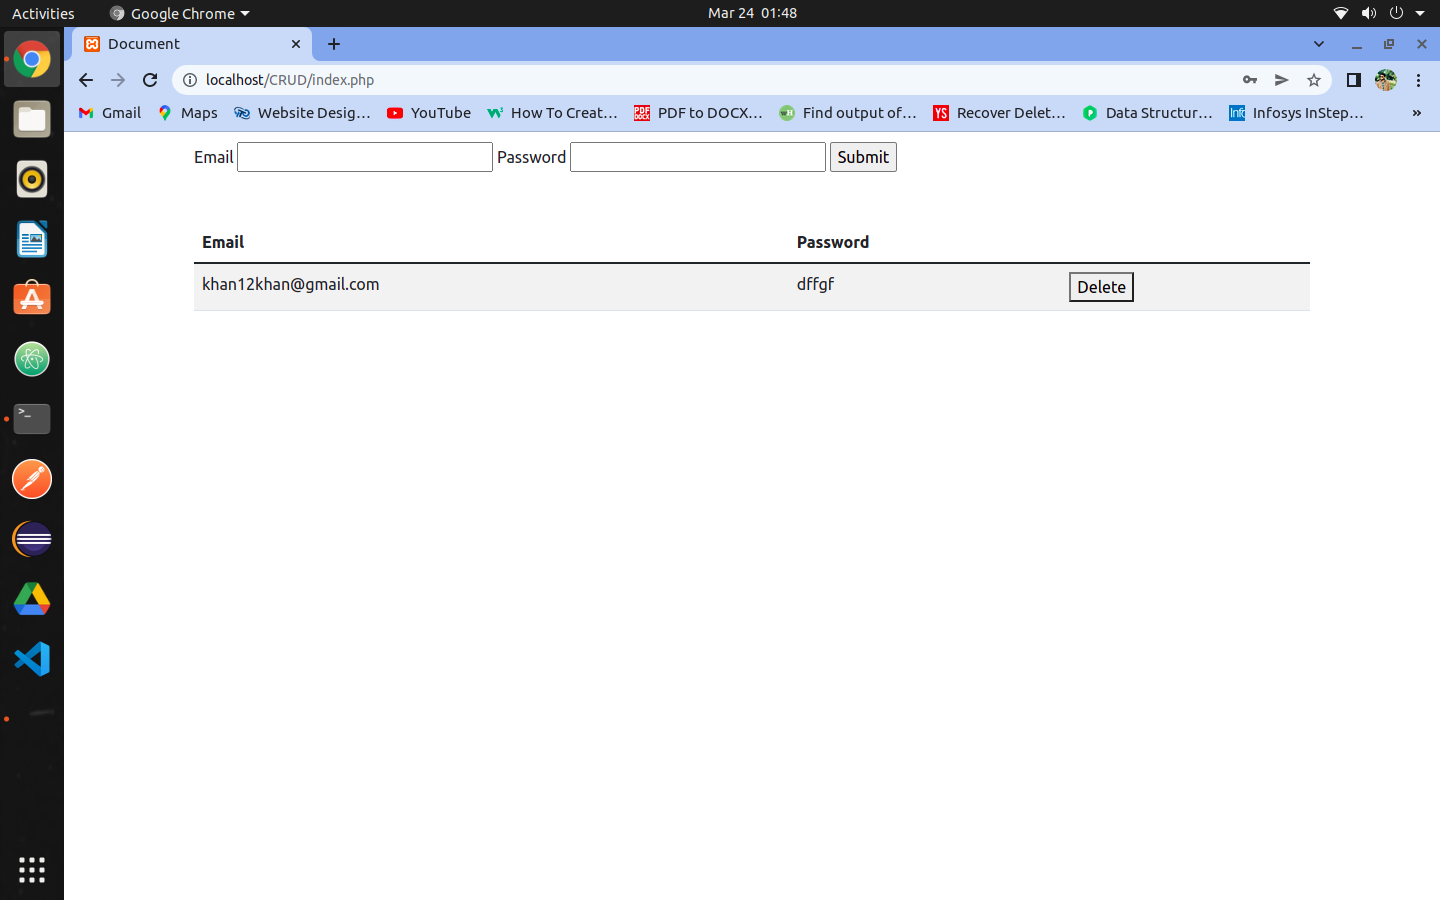 Activities Google Chrome Mar 24 01:48
Document
localhost/CRUD/index.php
Gmail Maps Website Desig... YouTube How To Creat... PDF to DOCX... Find output of... Recover Delet... Data Structur... Infosys InStep... »
Email Password Submit
Email Password
khan12khan@gmail.com dffgf Delete